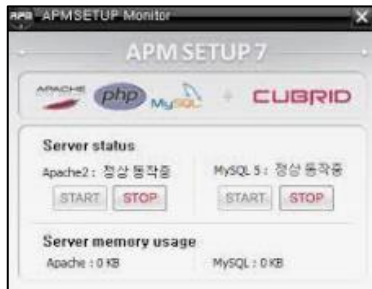 APM APMSETUP Monitor
APM SETUP 7
APACHE php MySQL + CUBRID
Server status
Apache2 : 정상 동작중 MySQL 5 : 정상 동작중
START STOP START STOP
Server memory usage
Apache : 0 KB MySQL : 0 KB